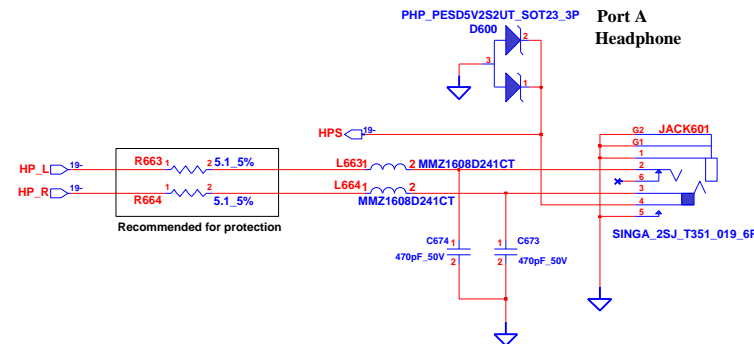 PHP_PESD5V2S2UT_SOT23_3P
D600
Port A
Headphone
2
3
1
HPS
19-
G2
JACK601
G1
1
HP_L
19-
R663
1
2
5.1_5%
L663
1
2
MMZ1608D241CT
2
6
HP_R
19-
R664
1
2
5.1_5%
L664
1
2
MMZ1608D241CT
3
4
5
Recommended for protection
SINGA_2SJ_T351_019_6P
C674
1
470pF_50V
2
C673
1
470pF_50V
2